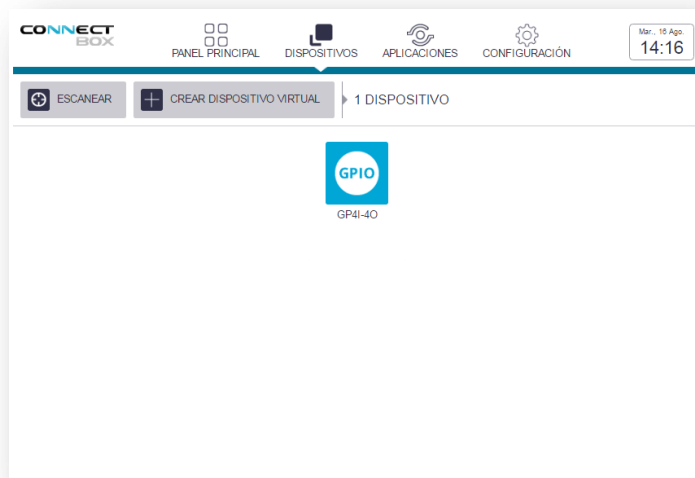 CONNECT
BOX
PANEL PRINCIPAL
DISPOSITIVOS
APLICACIONES
CONFIGURACIÓN
Mar., 16 Ago.
14:16
ESCANEAR
CREAR DISPOSITIVO VIRTUAL
1 DISPOSITIVO
GPIO
GP4I-4O